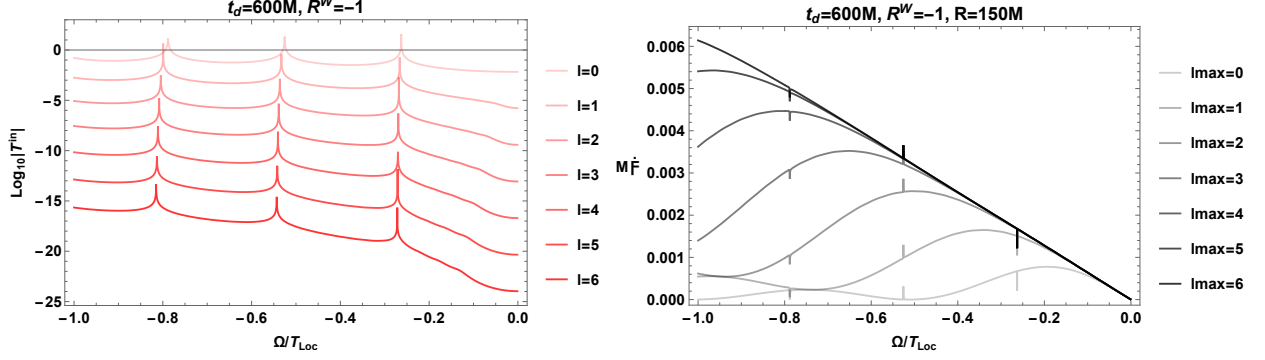 t_d=600M, R^W=−1
Log₁₀|T^in|
0
−5
−10
−15
−20
−25
−1.0
−0.8
−0.6
−0.4
−0.2
0.0
Ω/T_Loc
l=0
l=1
l=2
l=3
l=4
l=5
l=6
t_d=600M, R^W=−1, R=150M
MḞ
0.006
0.005
0.004
0.003
0.002
0.001
0.000
−1.0
−0.8
−0.6
−0.4
−0.2
0.0
Ω/T_Loc
lmax=0
lmax=1
lmax=2
lmax=3
lmax=4
lmax=5
lmax=6